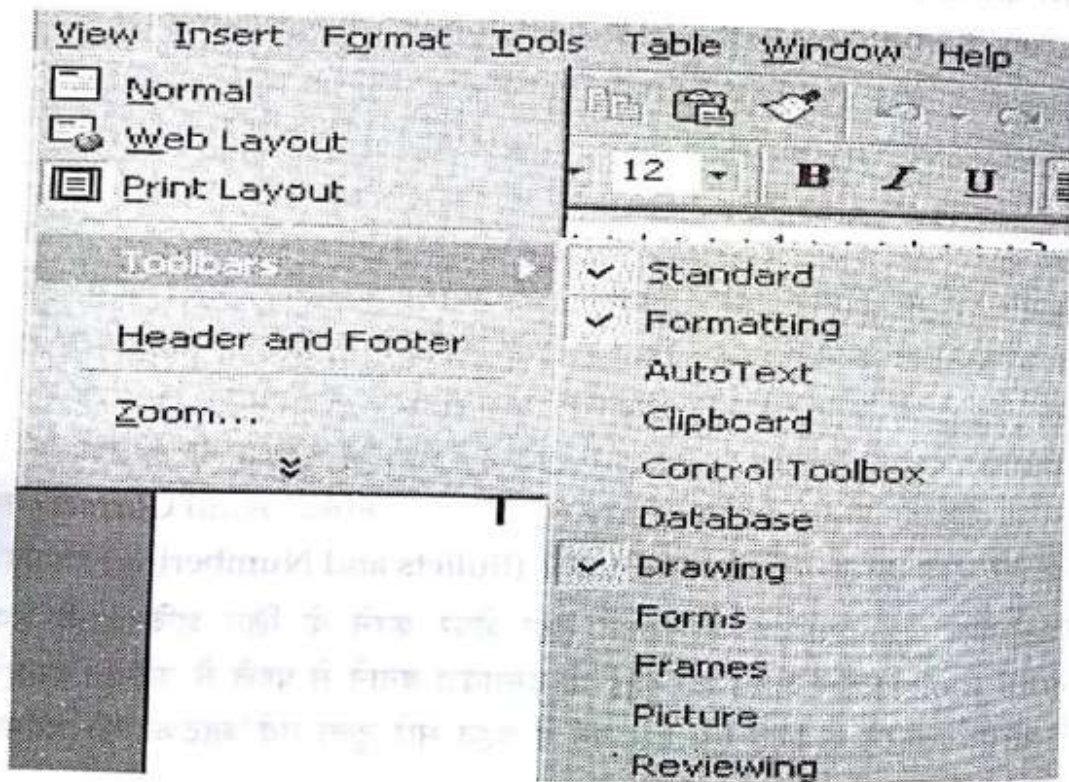 View Insert Format Tools Table Window Help
Normal
Web Layout
Print Layout
12 B I U
Toolbars
Header and Footer
Zoom...
Standard
Formatting
AutoText
Clipboard
Control Toolbox
Database
Drawing
Forms
Frames
Picture
Reviewing
(Bullets and Numberi